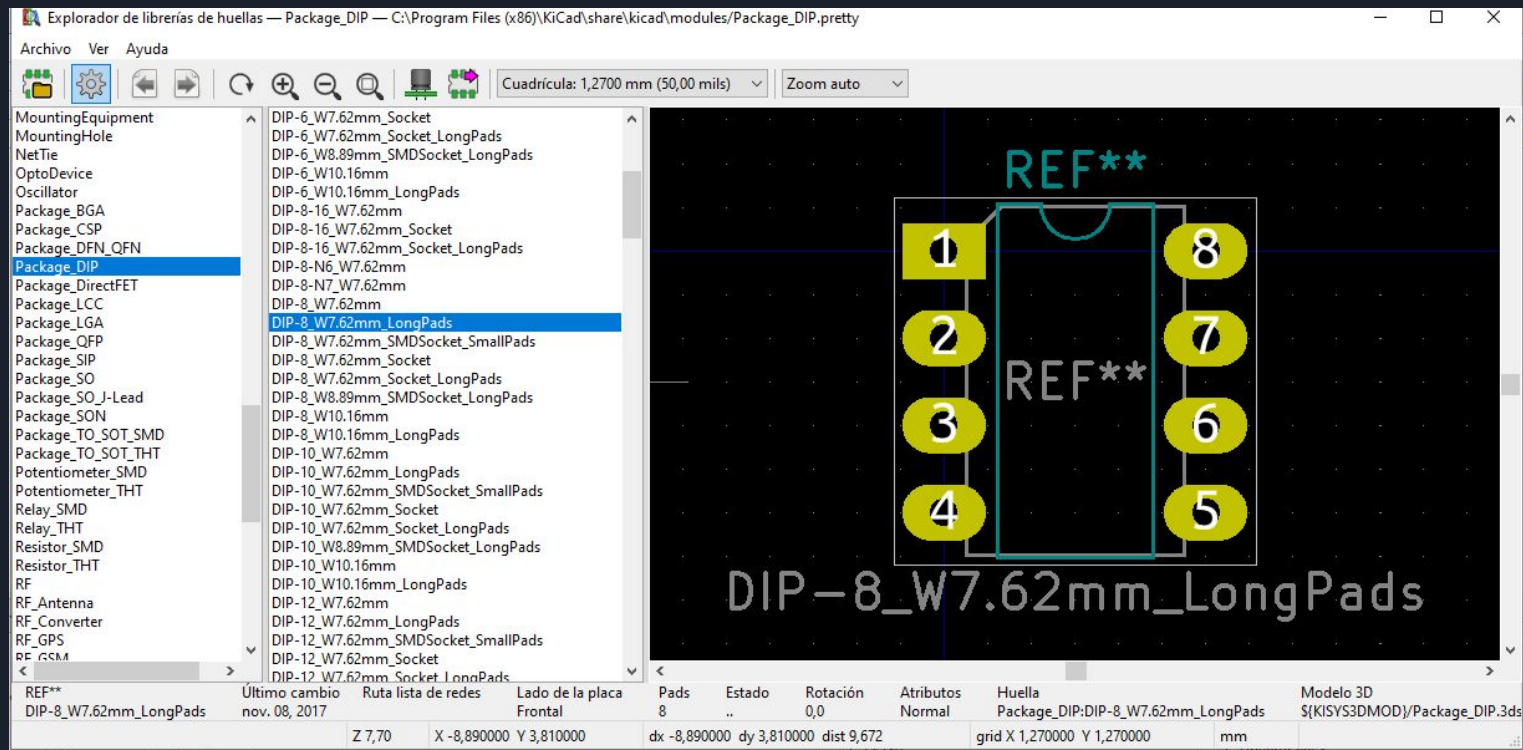 Explorador de librerías de huellas — Package_DIP — C:\Program Files (x86)\KiCad\share\kicad\modules/Package_DIP.pretty
Archivo Ver Ayuda
Cuadrícula: 1,2700 mm (50,00 mils) Zoom auto
MountingEquipment
MountingHole
NetTie
OptoDevice
Oscillator
Package_BGA
Package_CSP
Package_DFN_QFN
Package_DIP
Package_DirectFET
Package_LCC
Package_LGA
Package_QFP
Package_SIP
Package_SO
Package_SO_J-Lead
Package_SON
Package_TO_SOT_SMD
Package_TO_SOT_THT
Potentiometer_SMD
Potentiometer_THT
Relay_SMD
Relay_THT
Resistor_SMD
Resistor_THT
RF
RF_Antenna
RF_Converter
RF_GPS
RF_GSM
DIP-6_W7.62mm_Socket
DIP-6_W7.62mm_Socket_LongPads
DIP-6_W8.89mm_SMDSocket_LongPads
DIP-6_W10.16mm
DIP-6_W10.16mm_LongPads
DIP-8-16_W7.62mm
DIP-8-16_W7.62mm_Socket
DIP-8-16_W7.62mm_Socket_LongPads
DIP-8-N6_W7.62mm
DIP-8-N7_W7.62mm
DIP-8_W7.62mm
DIP-8_W7.62mm_LongPads
DIP-8_W7.62mm_SMDSocket_SmallPads
DIP-8_W7.62mm_Socket
DIP-8_W7.62mm_Socket_LongPads
DIP-8_W8.89mm_SMDSocket_LongPads
DIP-8_W10.16mm
DIP-8_W10.16mm_LongPads
DIP-10_W7.62mm
DIP-10_W7.62mm_LongPads
DIP-10_W7.62mm_SMDSocket_SmallPads
DIP-10_W7.62mm_Socket
DIP-10_W7.62mm_Socket_LongPads
DIP-10_W8.89mm_SMDSocket_LongPads
DIP-10_W10.16mm
DIP-10_W10.16mm_LongPads
DIP-12_W7.62mm
DIP-12_W7.62mm_LongPads
DIP-12_W7.62mm_SMDSocket_SmallPads
DIP-12_W7.62mm_Socket
DIP-12_W7.62mm_Socket_LongPads
REF**
1 8
2 7
REF**
3 6
4 5
DIP-8_W7.62mm_LongPads
REF** Último cambio Ruta lista de redes Lado de la placa Pads Estado Rotación Atributos Huella Modelo 3D
DIP-8_W7.62mm_LongPads nov. 08, 2017 Frontal 8 .. 0,0 Normal Package_DIP:DIP-8_W7.62mm_LongPads ${KISYS3DMOD}/Package_DIP.3ds
Z 7,70 X -8,890000 Y 3,810000 dx -8,890000 dy 3,810000 dist 9,672 grid X 1,270000 Y 1,270000 mm